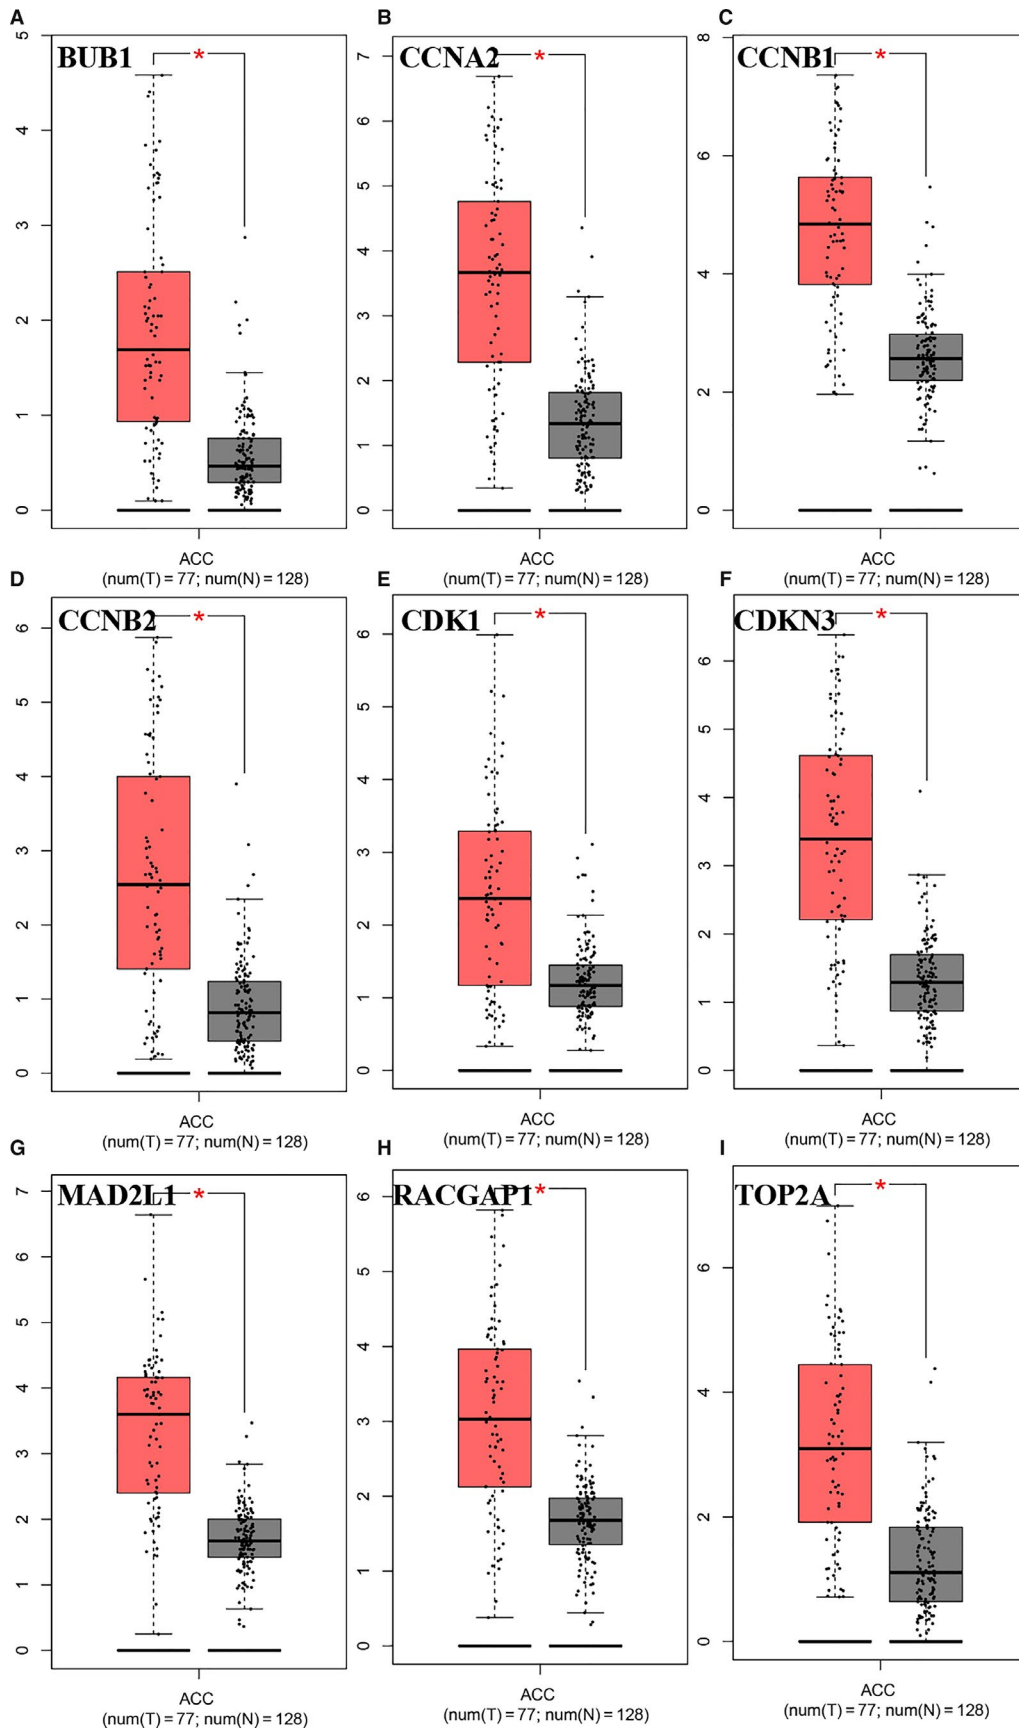 A
BUB1
*
5
4
3
2
1
0
ACC
(num(T) = 77; num(N) = 128)
B
CCNA2
*
7
6
5
4
3
2
1
0
ACC
(num(T) = 77; num(N) = 128)
C
CCNB1
*
8
6
4
2
0
ACC
(num(T) = 77; num(N) = 128)
D
CCNB2
*
6
5
4
3
2
1
0
ACC
(num(T) = 77; num(N) = 128)
E
CDK1
*
6
5
4
3
2
1
0
ACC
(num(T) = 77; num(N) = 128)
F
CDKN3
*
6
5
4
3
2
1
0
ACC
(num(T) = 77; num(N) = 128)
G
MAD2L1
*
7
6
5
4
3
2
1
0
ACC
(num(T) = 77; num(N) = 128)
H
RACGAP1
*
6
5
4
3
2
1
0
ACC
(num(T) = 77; num(N) = 128)
I
TOP2A
*
6
4
2
0
ACC
(num(T) = 77; num(N) = 128)